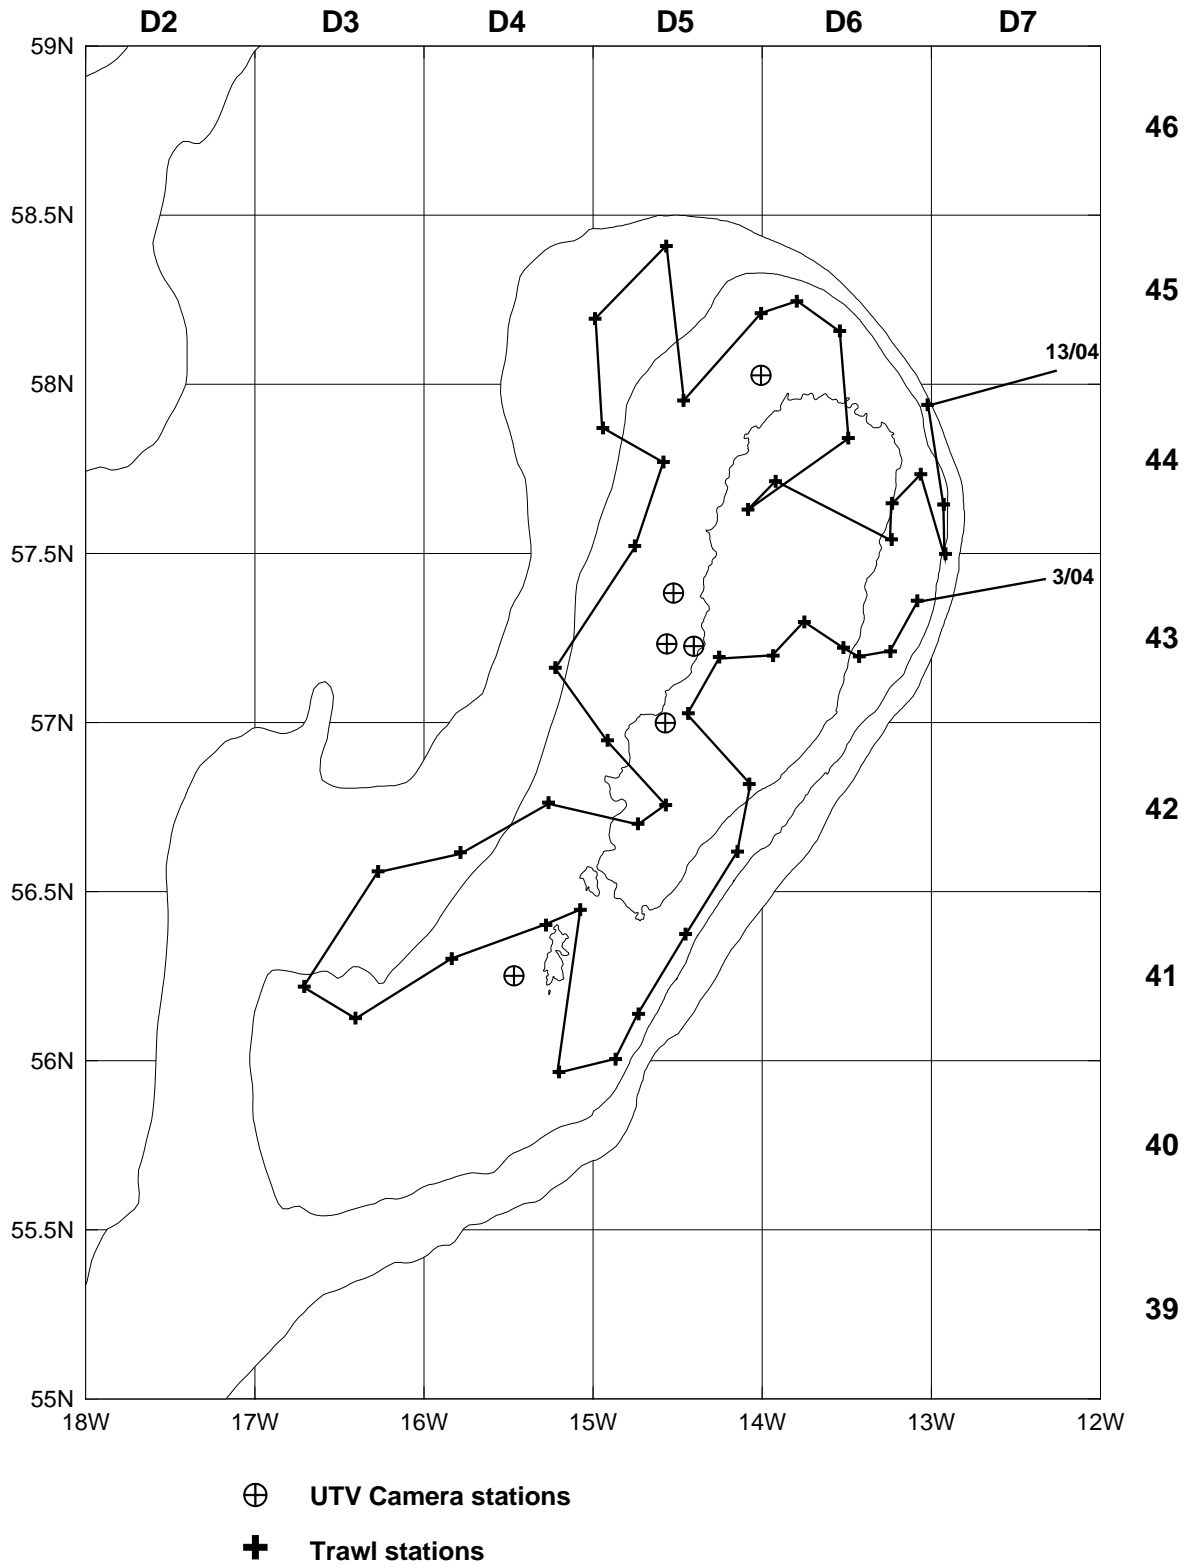 D2 D3 D4 D5 D6 D7
59N
46
58.5N
45
13/04
58N
44
57.5N
3/04
43
57N
42
56.5N
41
56N
40
55.5N
39
55N
18W 17W 16W 15W 14W 13W 12W
UTV Camera stations
Trawl stations